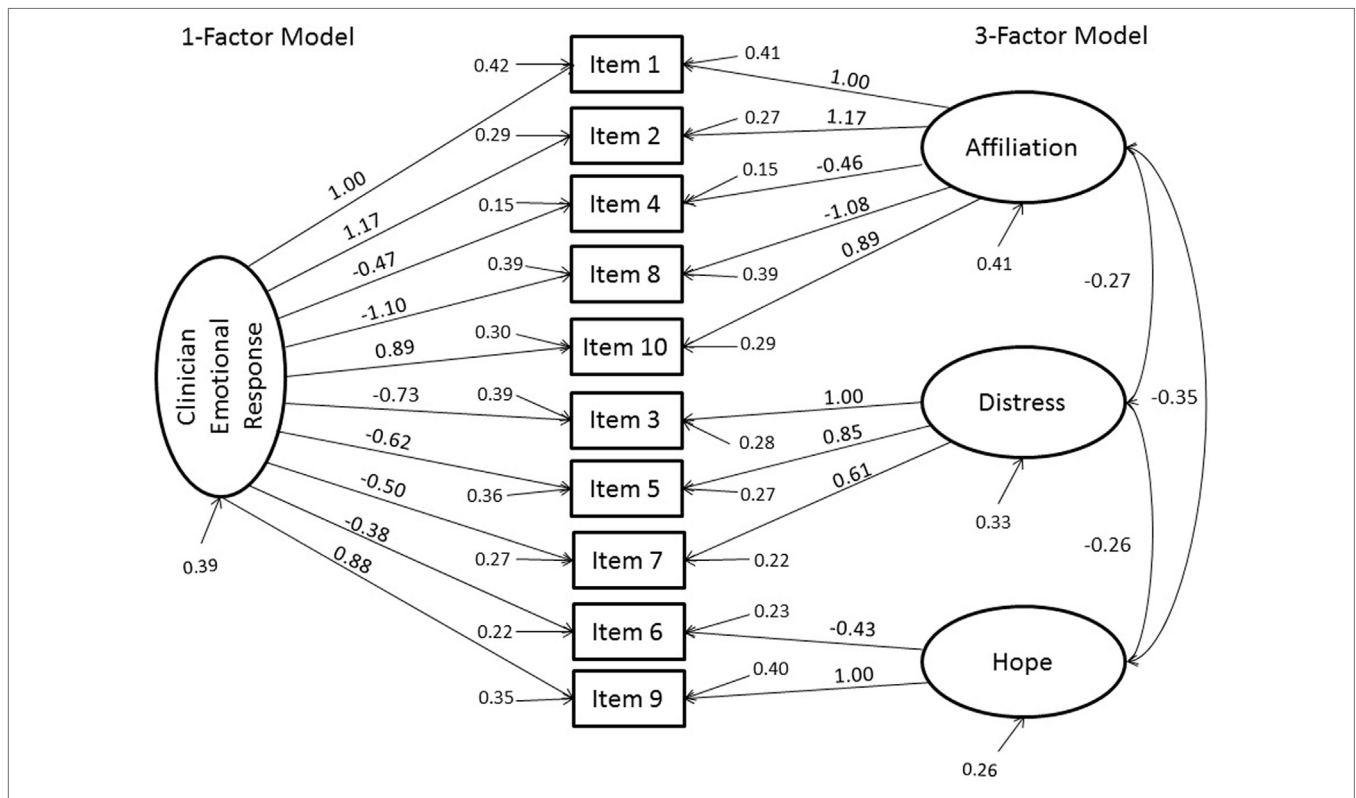 1-Factor Model
3-Factor Model
0.42
Item 1
0.41
1.00
1.00
0.29
Item 2
0.27
1.17
1.17
0.15
Item 4
0.15
-0.46
-0.47
0.39
Item 8
0.39
-1.08
-1.10
0.30
Item 10
0.29
0.89
0.89
Affiliation
0.41
-0.73
0.39
Item 3
0.28
1.00
-0.62
0.36
Item 5
0.27
0.85
-0.50
0.27
Item 7
0.22
0.61
Distress
0.33
-0.38
0.22
Item 6
0.23
-0.43
0.88
0.35
Item 9
0.40
1.00
Hope
0.26
Clinician
Emotional
Response
0.39
-0.27
-0.35
-0.26